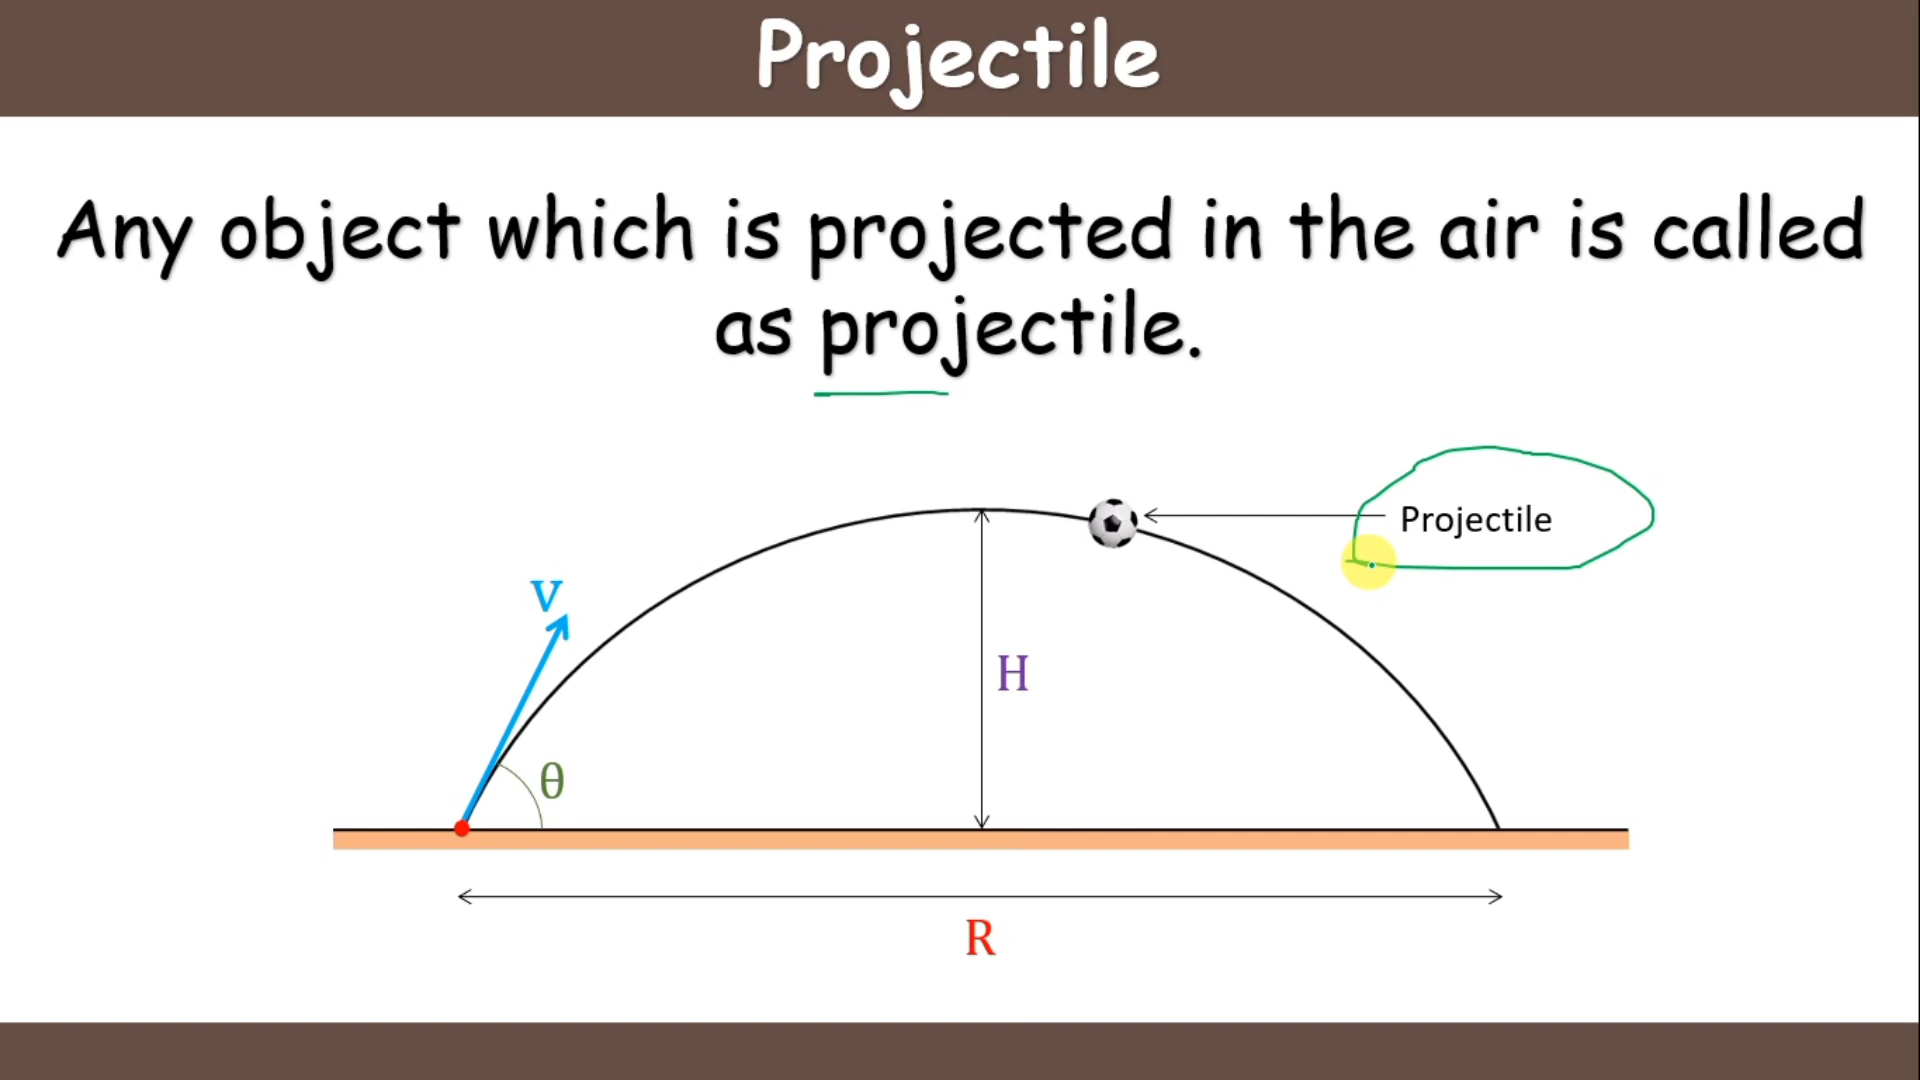 Projectile
Any object which is projected in the air is called
as projectile.
Projectile
v
H
θ
R